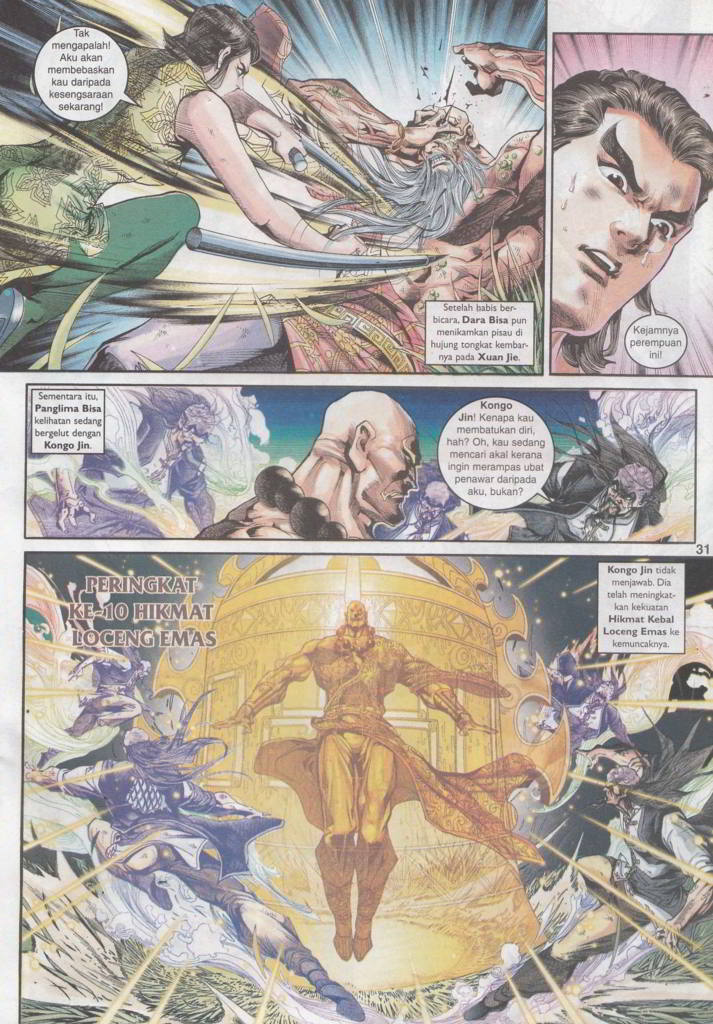 Tak
mengapalah!
Aku akan
membebaskan
kau daripada
kesengsaraan
sekarang!
Setelah habis ber-
bicara, Dara Bisa pun
menikamkan pisau di
hujung tongkat kembar-
nya pada Xuan Jie.
Kejamnya
perempuan
ini!
Sementara itu,
Panglima Bisa
kelihatan sedang
bergelut dengan
Kongo Jin.
Kongo
Jin! Kenapa kau
membatukan diri,
hah? Oh, kau sedang
mencari akal kerana
ingin merampas ubat
penawar daripada
aku, bukan?
31
PERINGKAT
KE-10 HIKMAT
LOCENG EMAS
Kongo Jin tidak
menjawab. Dia
telah meningkat-
kan kekuatan
Hikmat Kebal
Loceng Emas ke
kemuncaknya.